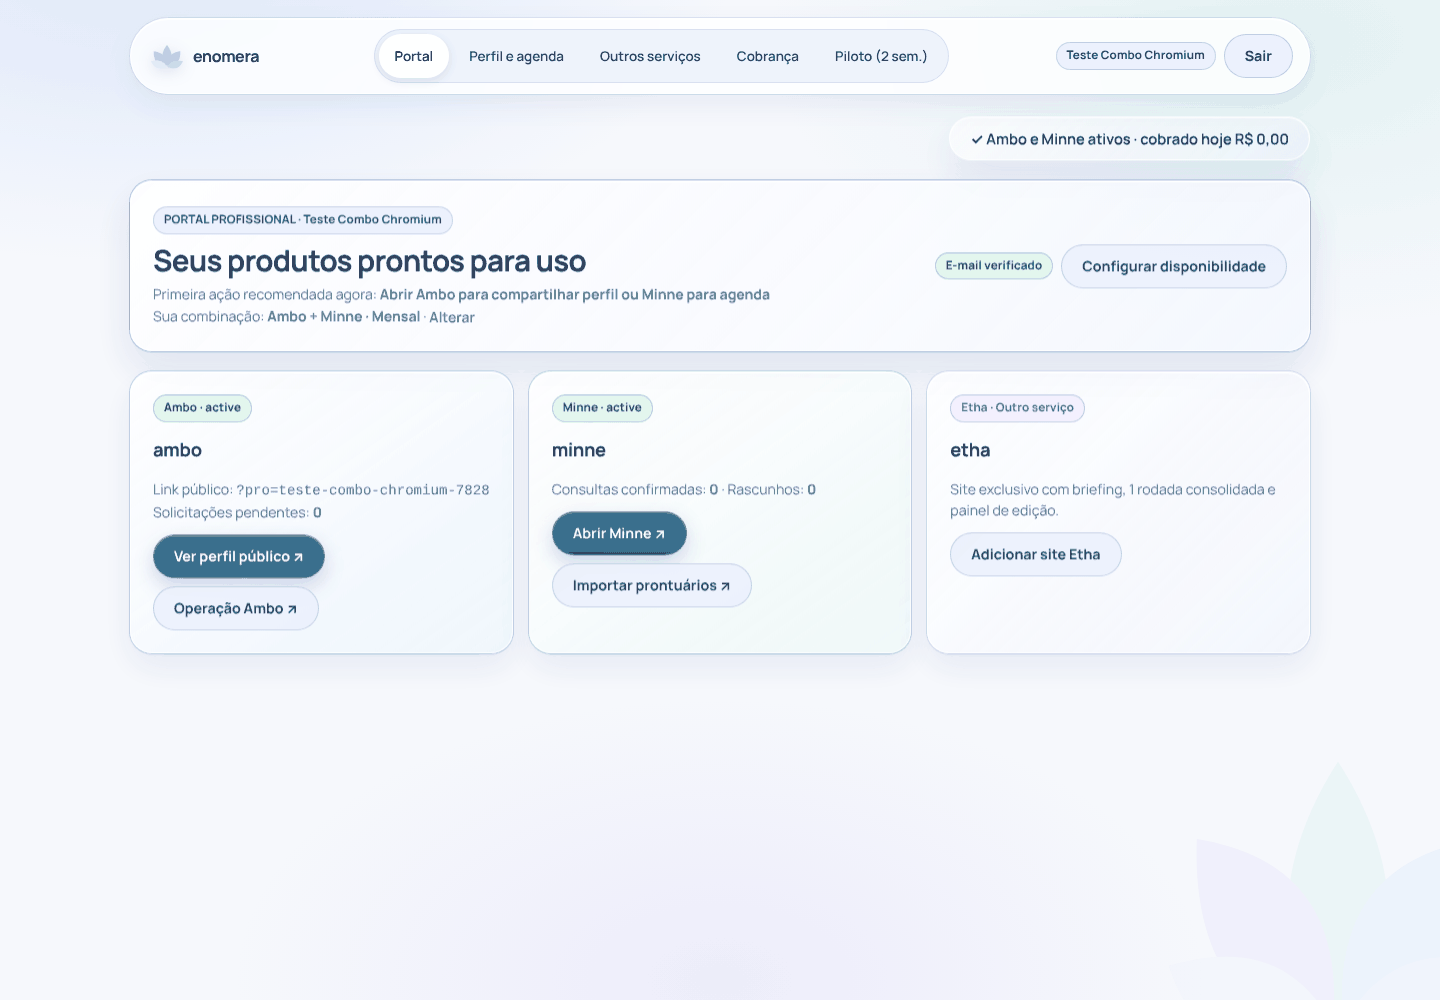 enomera
Portal
Perfil e agenda
Outros serviços
Cobrança
Piloto (2 sem.)
Teste Combo Chromium
Sair
✓ Ambo e Minne ativos · cobrado hoje R$ 0,00
PORTAL PROFISSIONAL · Teste Combo Chromium
Seus produtos prontos para uso
Primeira ação recomendada agora: Abrir Ambo para compartilhar perfil ou Minne para agenda
Sua combinação: Ambo + Minne · Mensal · Alterar
E-mail verificado
Configurar disponibilidade
Ambo · active
ambo
Link público: ?pro=teste-combo-chromium-7828
Solicitações pendentes: 0
Ver perfil público ↗
Operação Ambo ↗
Minne · active
minne
Consultas confirmadas: 0 · Rascunhos: 0
Abrir Minne ↗
Importar prontuários ↗
Etha · Outro serviço
etha
Site exclusivo com briefing, 1 rodada consolidada e
painel de edição.
Adicionar site Etha